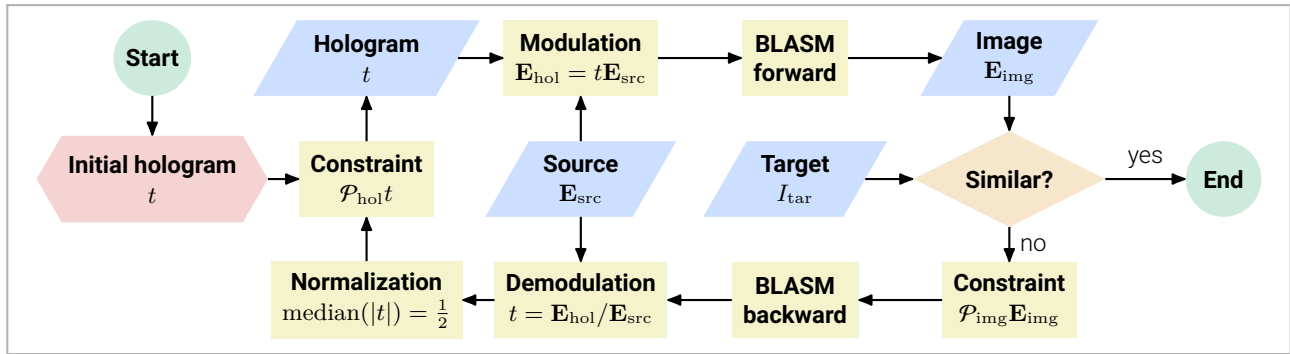 Start
Hologram
t
Modulation
E_hol = tE_src
BLASM
forward
Image
E_img
Initial hologram
t
Constraint
𝒫_hol t
Source
E_src
Target
I_tar
Similar?
yes
End
no
Normalization
median(|t|) = 1/2
Demodulation
t = E_hol/E_src
BLASM
backward
Constraint
𝒫_img E_img